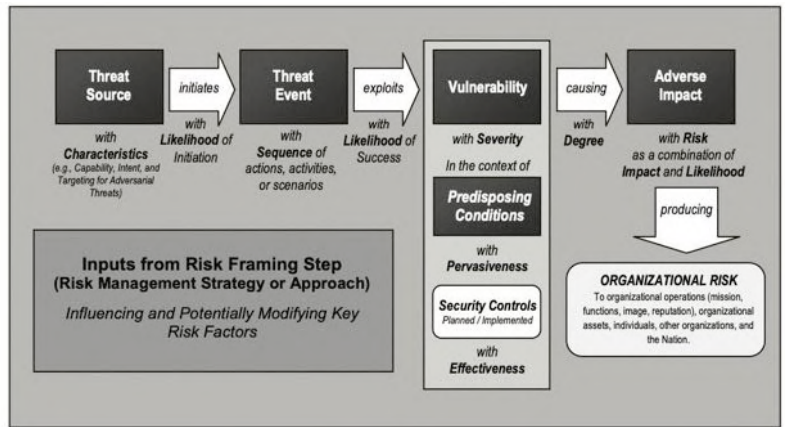 Threat
Source
initiates
Threat
Event
exploits
Vulnerability
causing
Adverse
Impact
with
Characteristics
(e.g., Capability, Intent, and
Targeting for Adversarial
Threats)
with
Likelihood of
Initiation
with
Sequence of
actions, activities,
or scenarios
with
Likelihood of
Success
with Severity
In the context of
Predisposing
Conditions
with
Pervasiveness
Security Controls
Planned / Implemented
with
Effectiveness
with
Degree
with Risk
as a combination of
Impact and Likelihood
producing
ORGANIZATIONAL RISK
To organizational operations (mission,
functions, image, reputation), organizational
assets, individuals, other organizations, and
the Nation.
Inputs from Risk Framing Step
(Risk Management Strategy or Approach)
Influencing and Potentially Modifying Key
Risk Factors